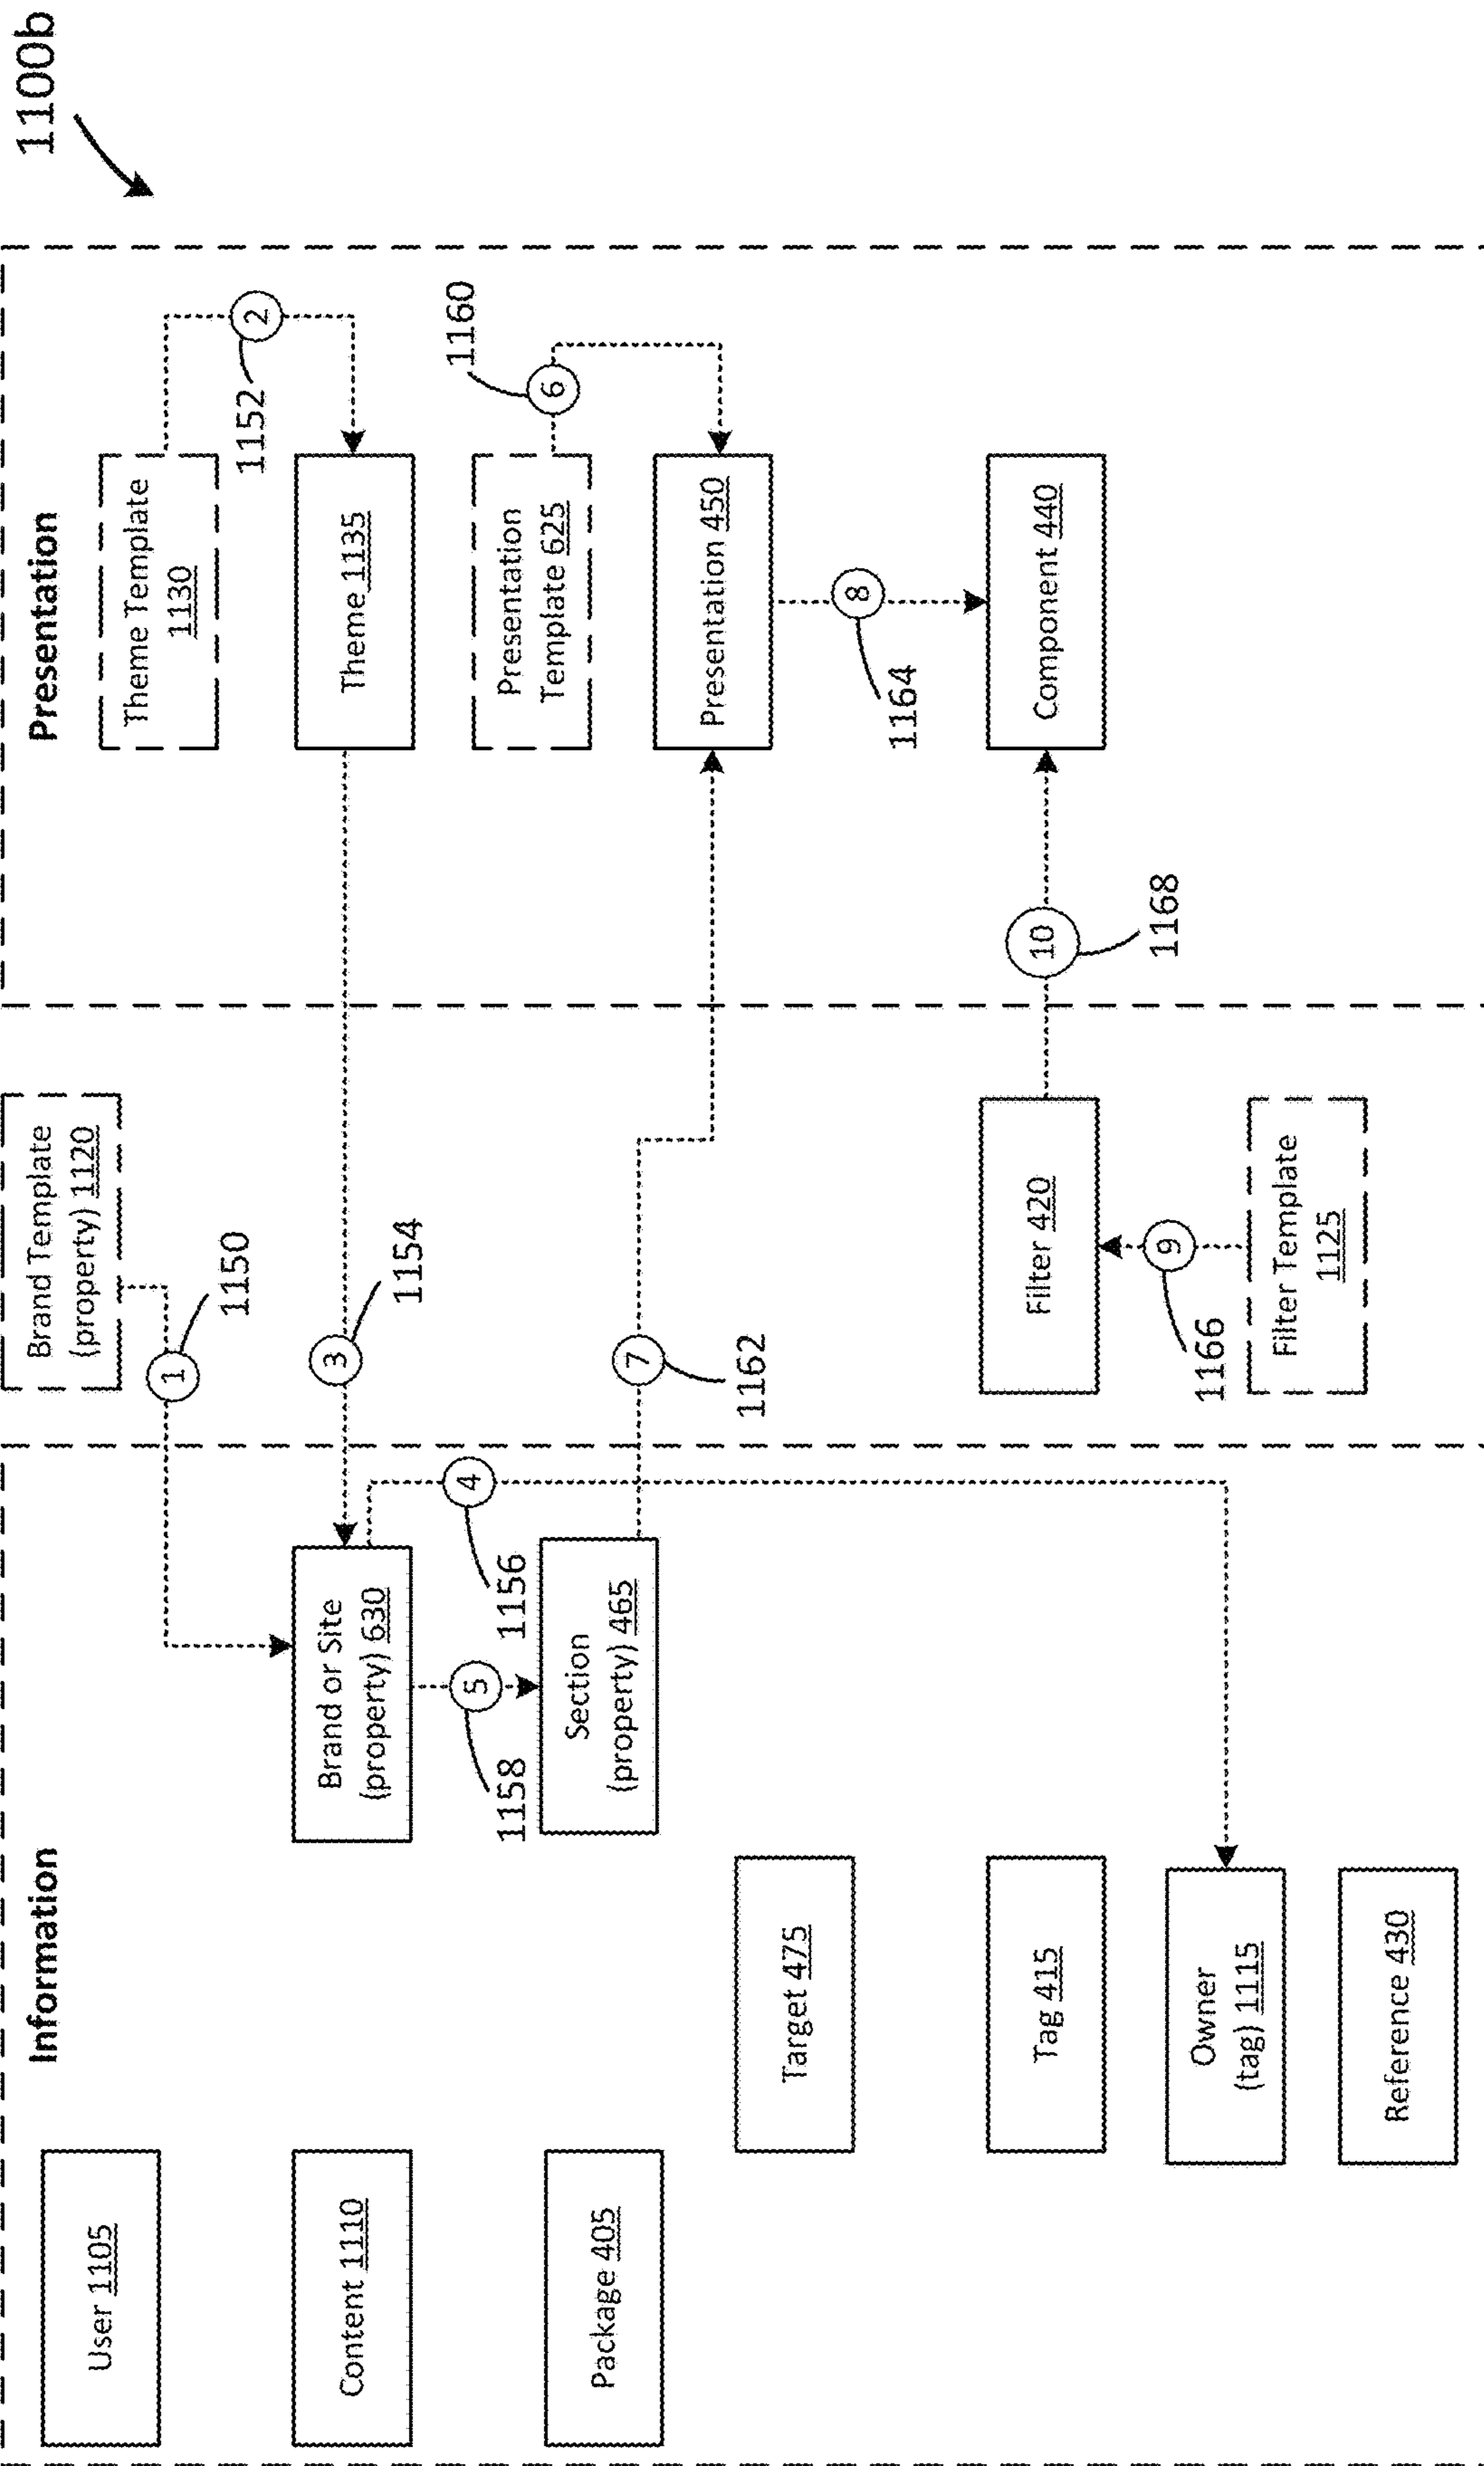 1100b
Information
Presentation
User 1105
Content 1110
Package 405
Target 475
Tag 415
Owner
(tag) 1115
Reference 430
Brand or Site
(property) 630
Section
(property) 465
Brand Template
(property) 1120
Filter 420
Filter Template
1125
Theme Template
1130
Theme 1135
Presentation
Template 625
Presentation 450
Component 440
1
1150
2
1152
3
1154
4
1156
5
1158
6
1160
7
1162
8
1164
9
1166
10
1168